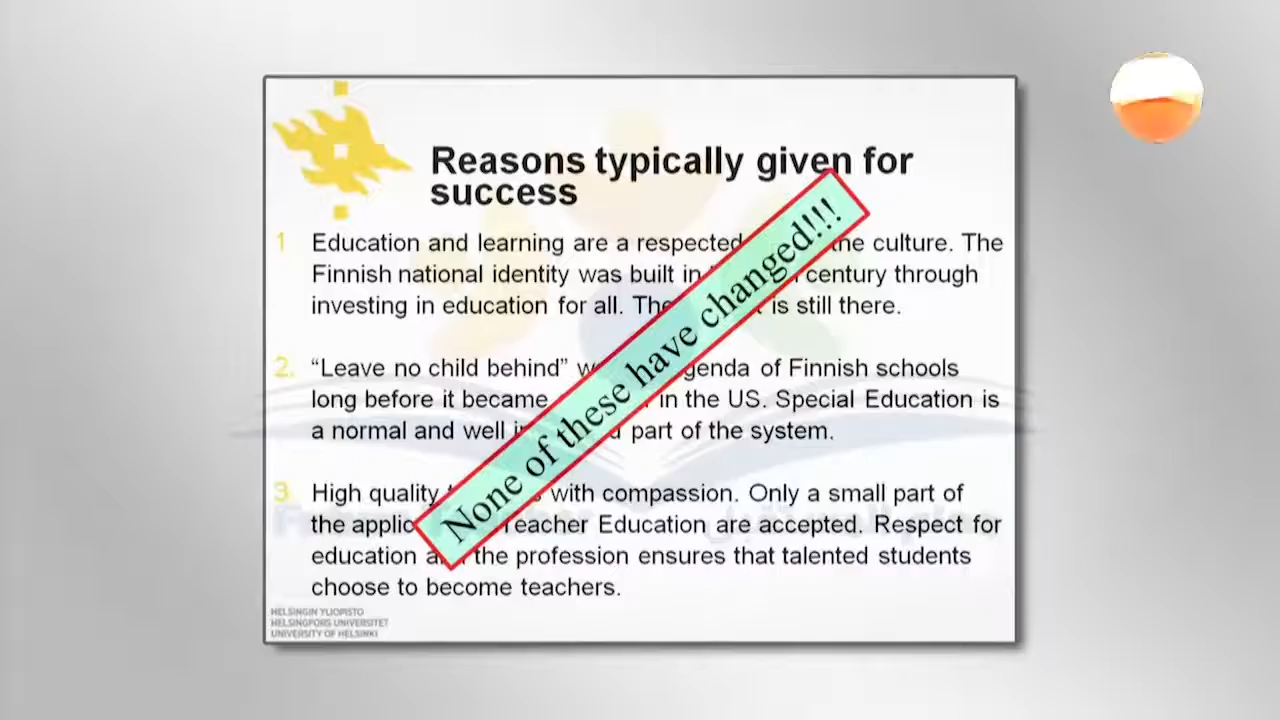 Reasons typically given for
success
1 Education and learning are a respected the culture. The
Finnish national identity was built in century through
investing in education for all. The is still there.
2. “Leave no child behind” genda of Finnish schools
long before it became in the US. Special Education is
a normal and well part of the system.
3. High quality with compassion. Only a small part of
the applic Teacher Education are accepted. Respect for
education the profession ensures that talented students
choose to become teachers.
None of these have changed!!!
HELSINGIN YLIOPISTO
HELSINGFORS UNIVERSITET
UNIVERSITY OF HELSINKI